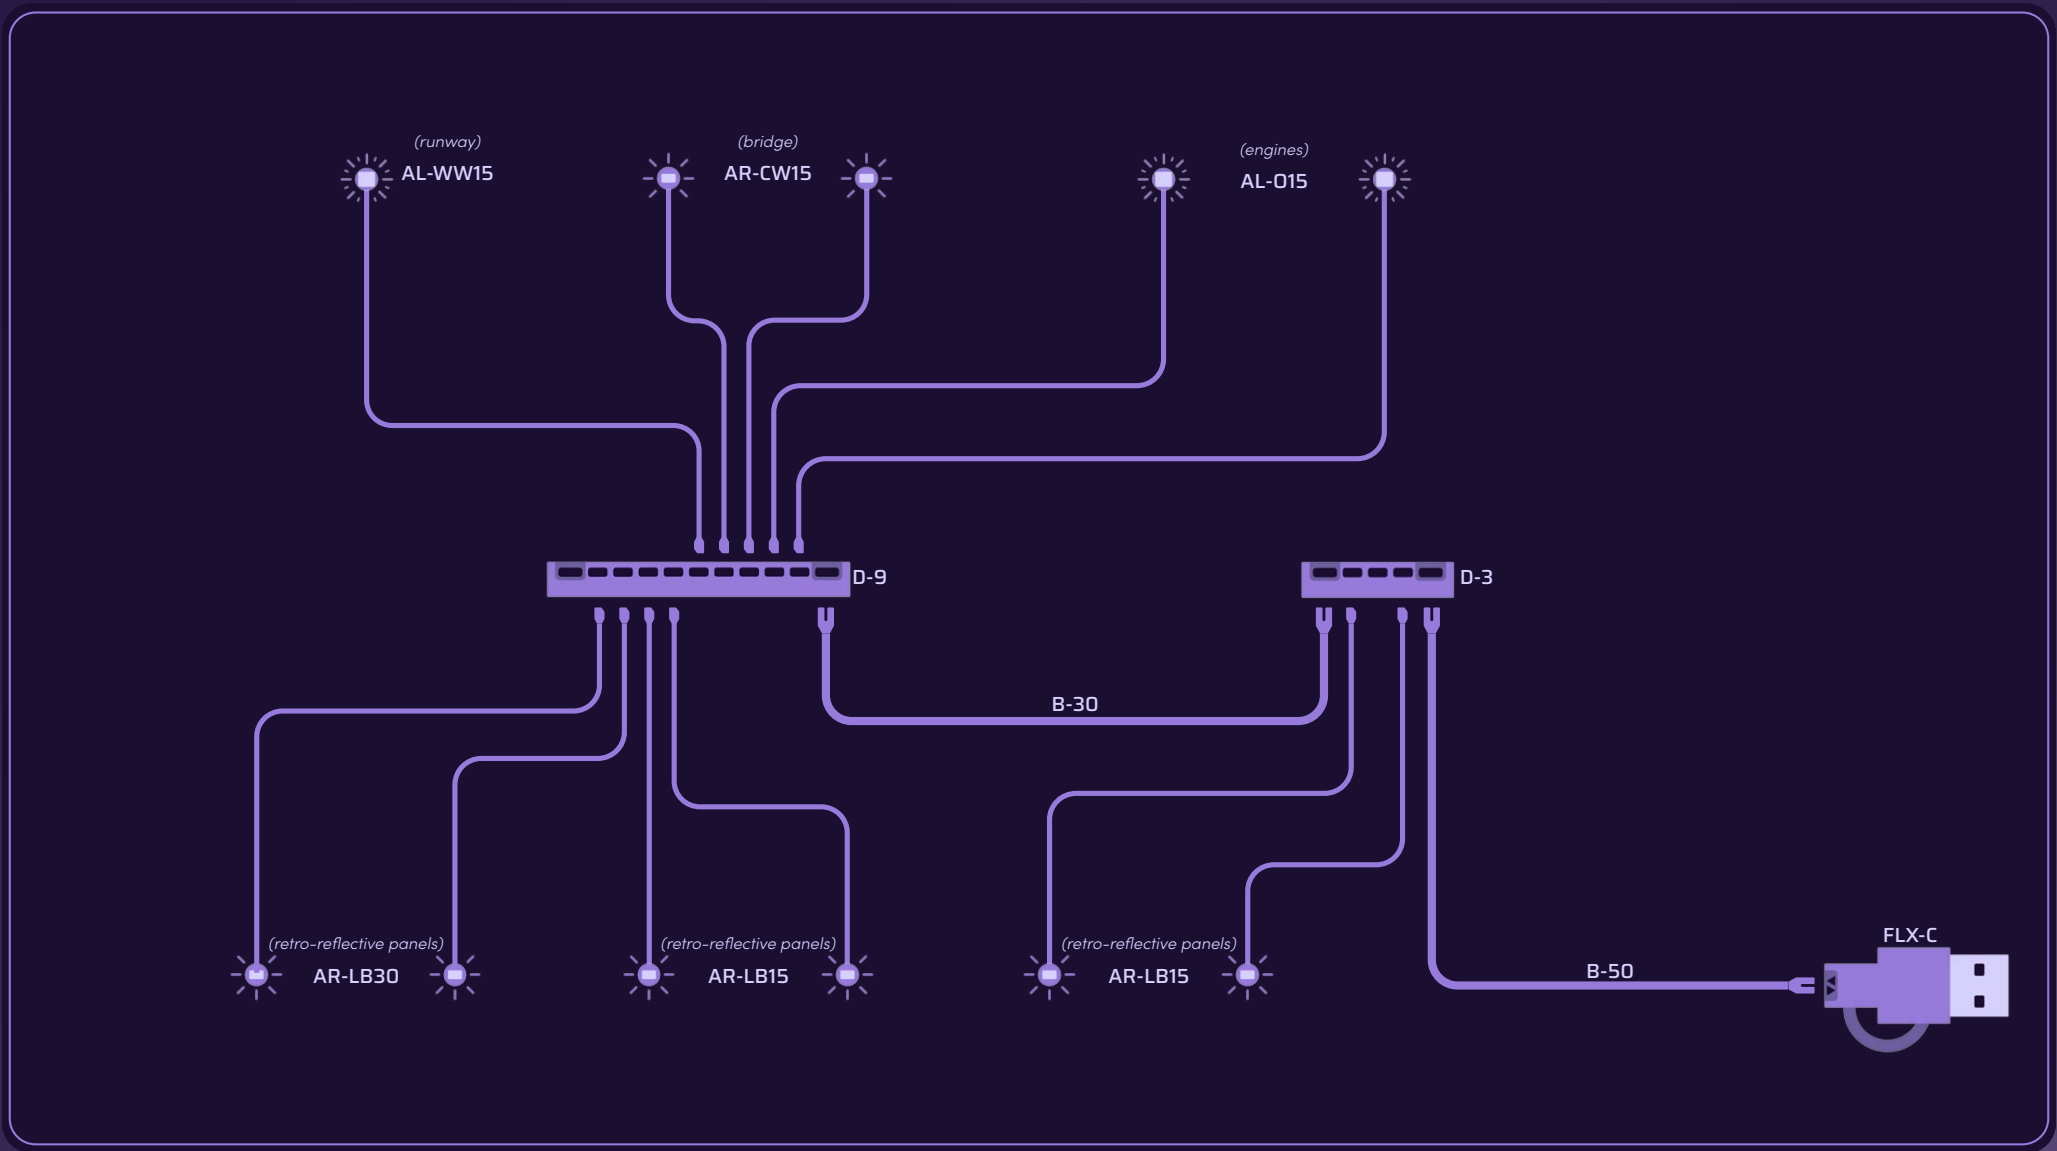 (runway)
AL-WW15
(bridge)
AR-CW15
(engines)
AL-O15
D-9
D-3
B-30
(retro-reflective panels)
AR-LB30
(retro-reflective panels)
AR-LB15
(retro-reflective panels)
AR-LB15
B-50
FLX-C